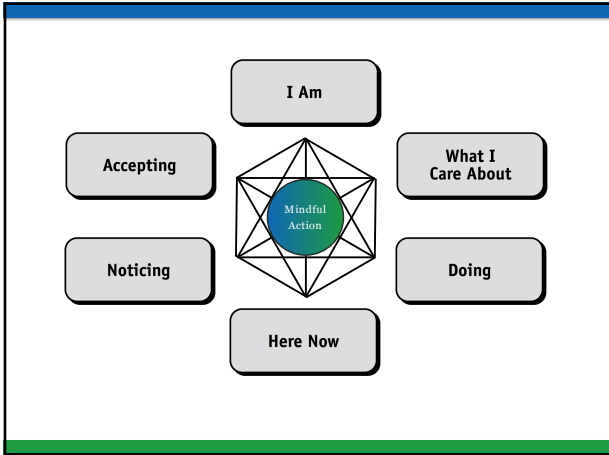 I Am
Accepting
What I
Care About
Mindful
Action
Noticing
Doing
Here Now